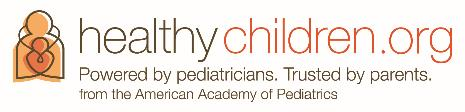 healthychildren.org
Powered by pediatricians. Trusted by parents.
from the American Academy of Pediatrics